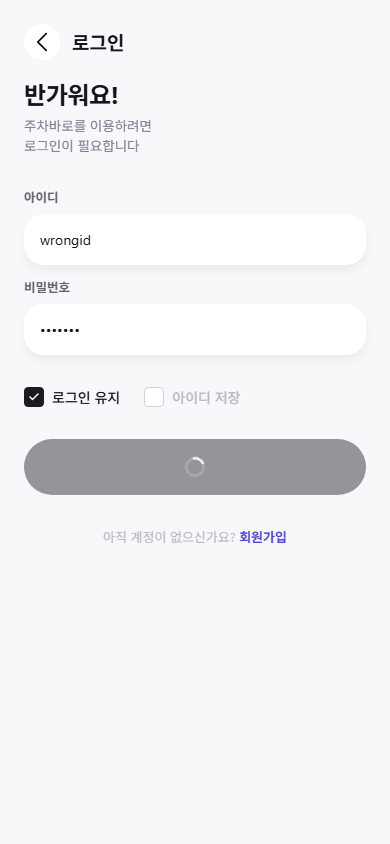 로그인
반가워요!
주차바로를 이용하려면
로그인이 필요합니다
아이디
wrongid
비밀번호
•••••••
로그인 유지
아이디 저장
아직 계정이 없으신가요? 회원가입